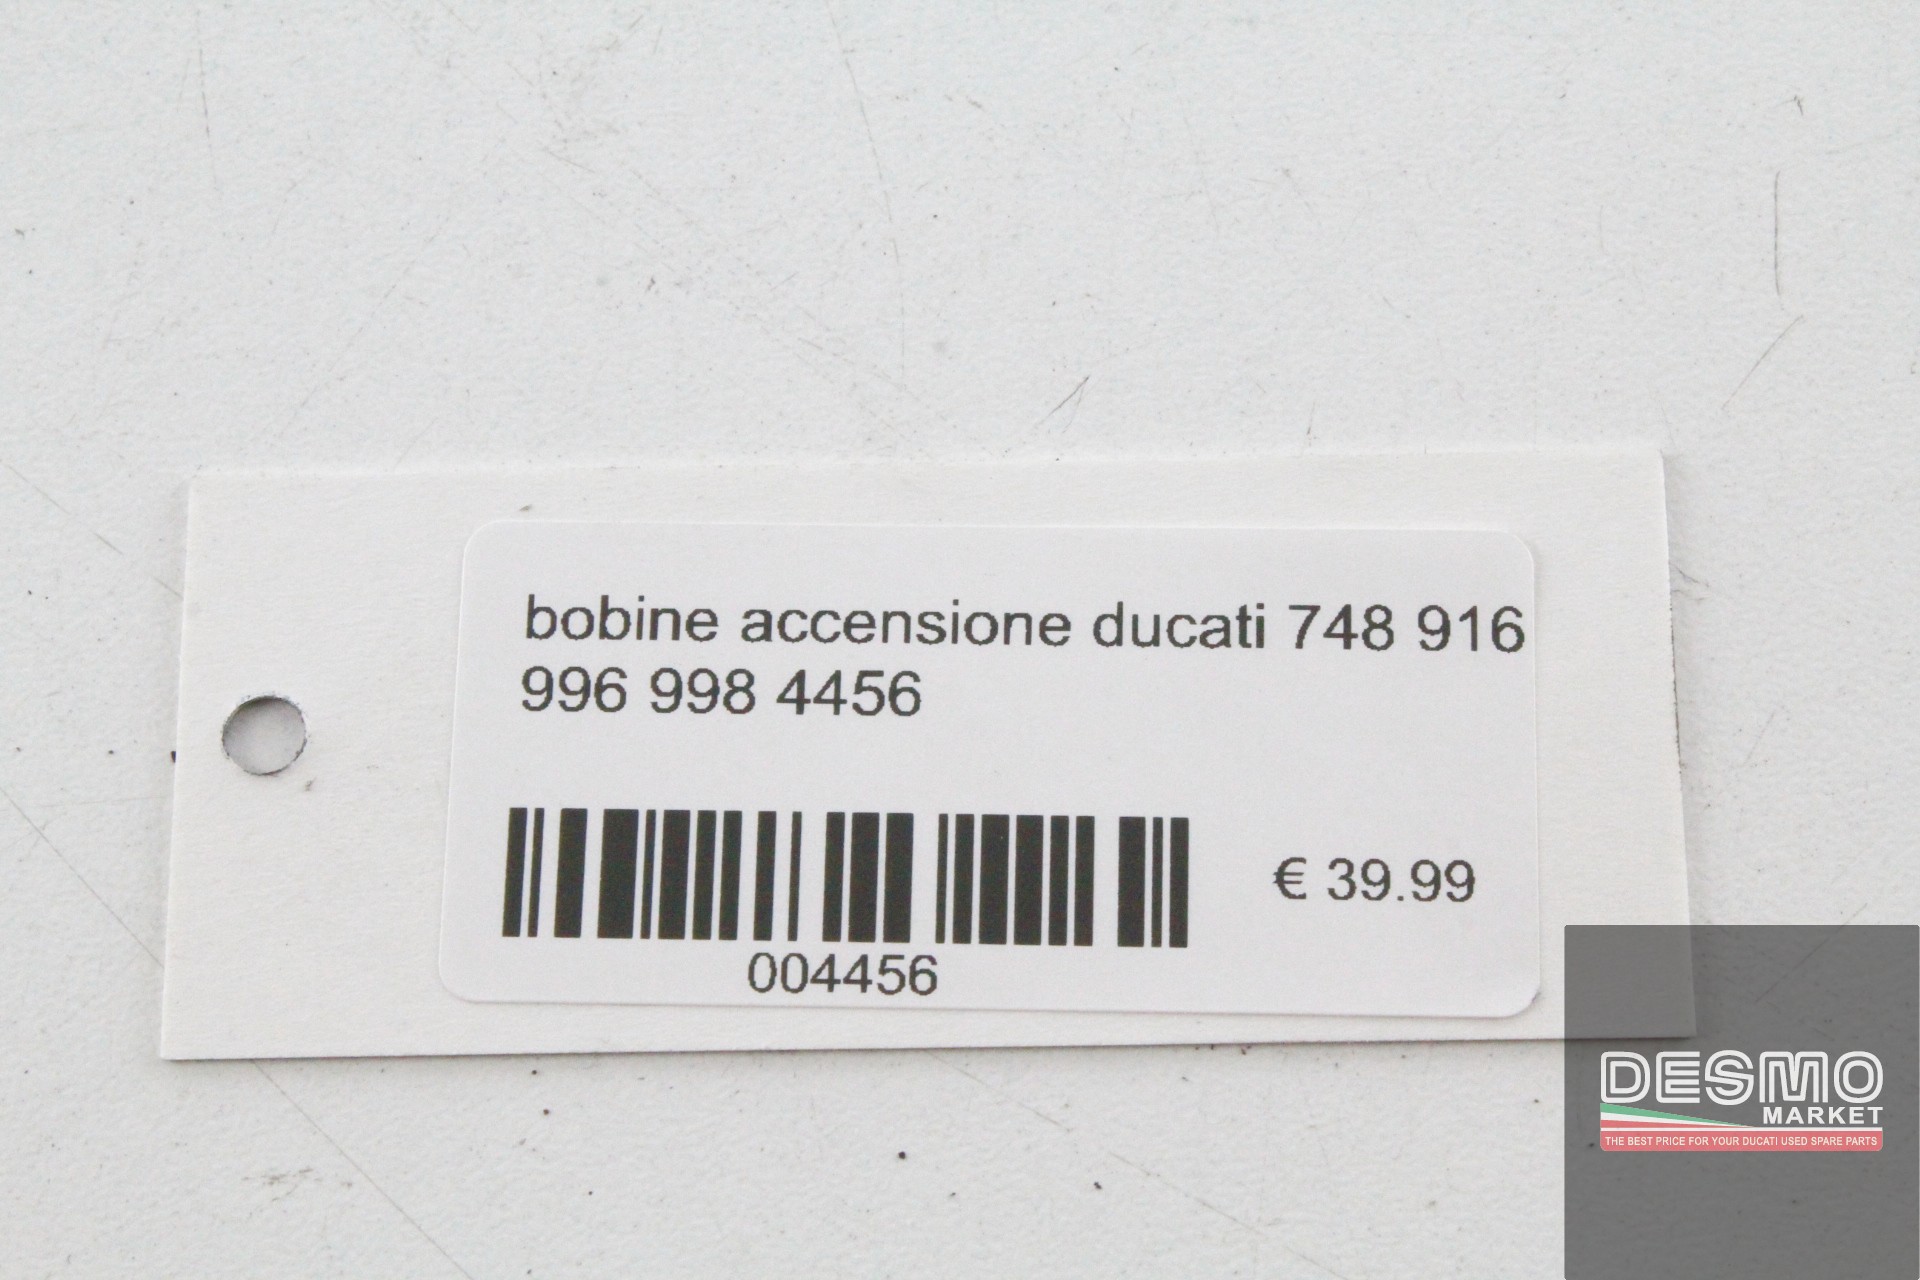 bobine accensione ducati 748 916
996 998 4456
€ 39.99
004456
DESMO
MARKET
THE BEST PRICE FOR YOUR DUCATI USED SPARE PARTS